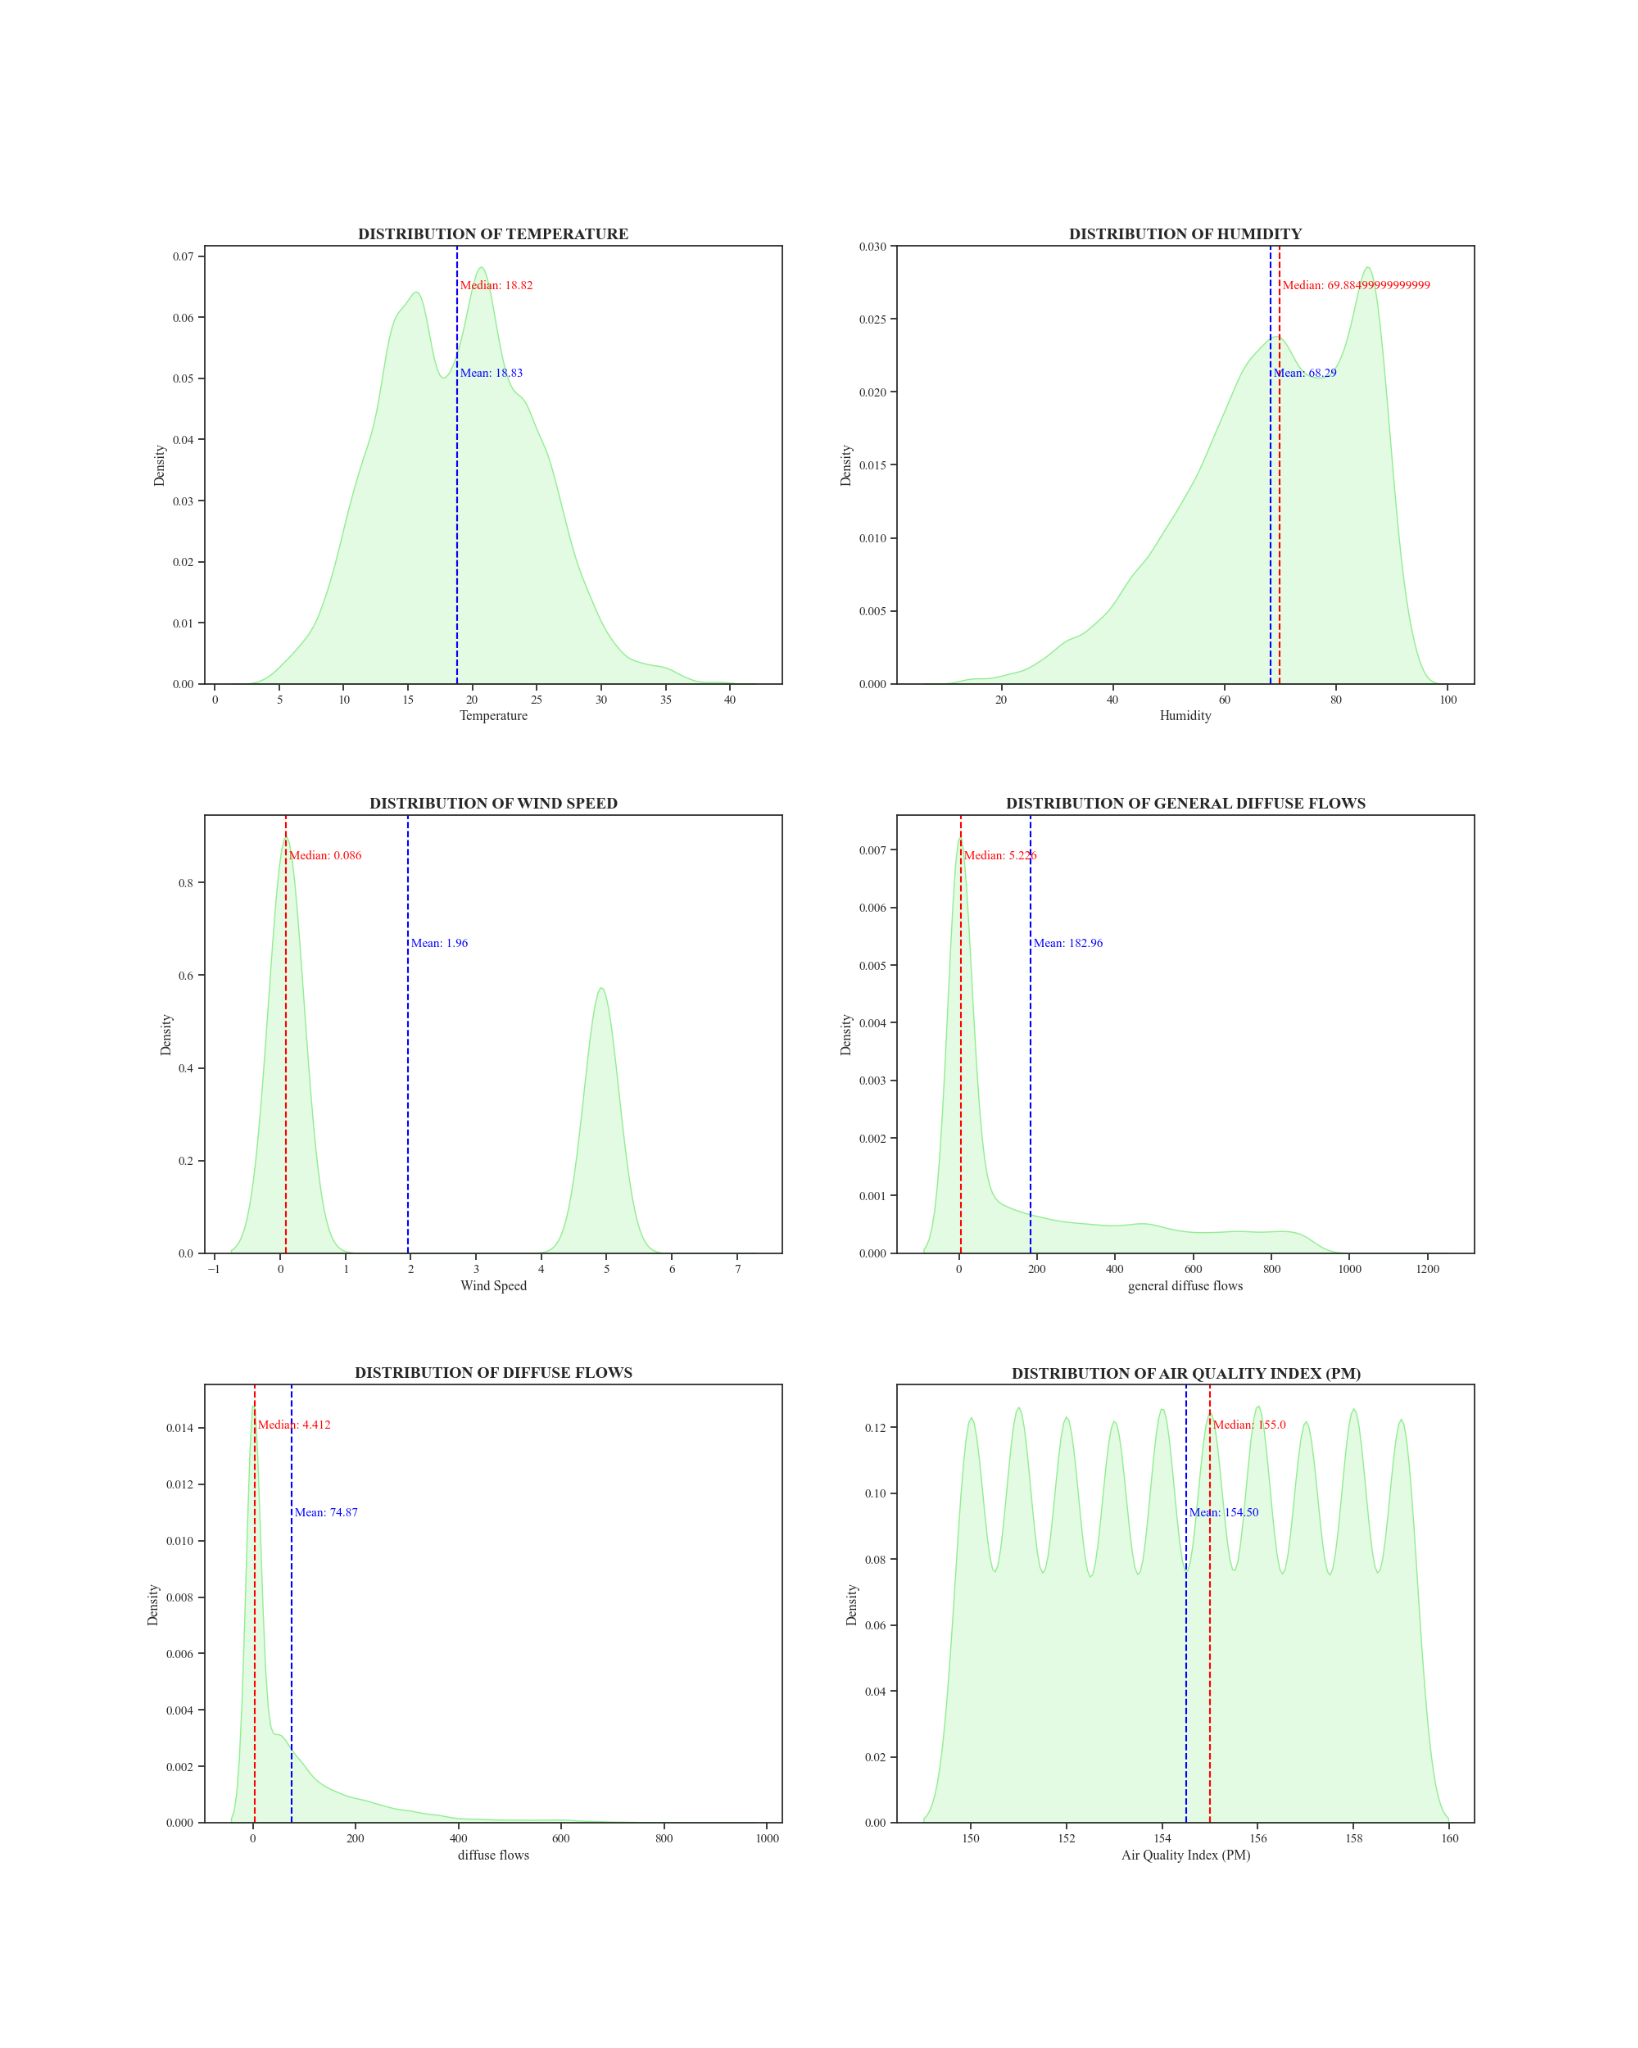 DISTRIBUTION OF TEMPERATURE
0.07
0.06
0.05
0.04
0.03
0.02
0.01
0.00
Density
Median: 18.82
Mean: 18.83
0 5 10 15 20 25 30 35 40
Temperature
DISTRIBUTION OF HUMIDITY
0.030
0.025
0.020
0.015
0.010
0.005
0.000
Density
Median: 69.88499999999999
Mean: 68.29
20 40 60 80 100
Humidity
DISTRIBUTION OF WIND SPEED
0.8
0.6
0.4
0.2
0.0
Density
Median: 0.086
Mean: 1.96
−1 0 1 2 3 4 5 6 7
Wind Speed
DISTRIBUTION OF GENERAL DIFFUSE FLOWS
0.007
0.006
0.005
0.004
0.003
0.002
0.001
0.000
Density
Median: 5.226
Mean: 182.96
0 200 400 600 800 1000 1200
general diffuse flows
DISTRIBUTION OF DIFFUSE FLOWS
0.014
0.012
0.010
0.008
0.006
0.004
0.002
0.000
Density
Median: 4.412
Mean: 74.87
0 200 400 600 800 1000
diffuse flows
DISTRIBUTION OF AIR QUALITY INDEX (PM)
0.12
0.10
0.08
0.06
0.04
0.02
0.00
Density
Median: 155.0
Mean: 154.50
150 152 154 156 158 160
Air Quality Index (PM)